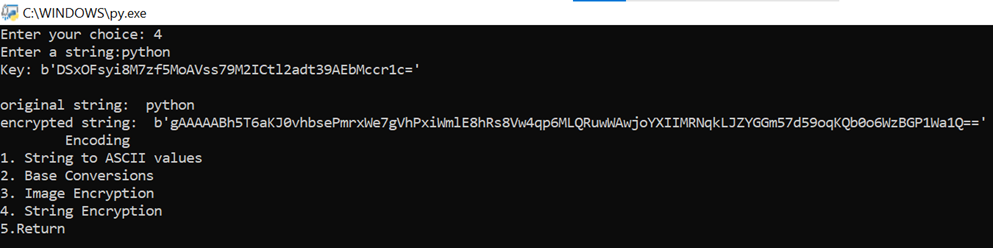 C:\WINDOWS\py.exe
Enter your choice: 4
Enter a string:python
Key: b'DSxOFsyi8M7zf5MoAVss79M2ICtl2adt39AEbMccr1c='
original string:  python
encrypted string:  b'gAAAAABh5T6aKJ0vhbsePmrxWe7gVhPxiWmlE8hRs8Vw4qp6MLQRuwWAwjoYXIIMRNqkLJZYGGm57d59oqKQb0o6WzBGP1Wa1Q=='
Encoding
1. String to ASCII values
2. Base Conversions
3. Image Encryption
4. String Encryption
5.Return